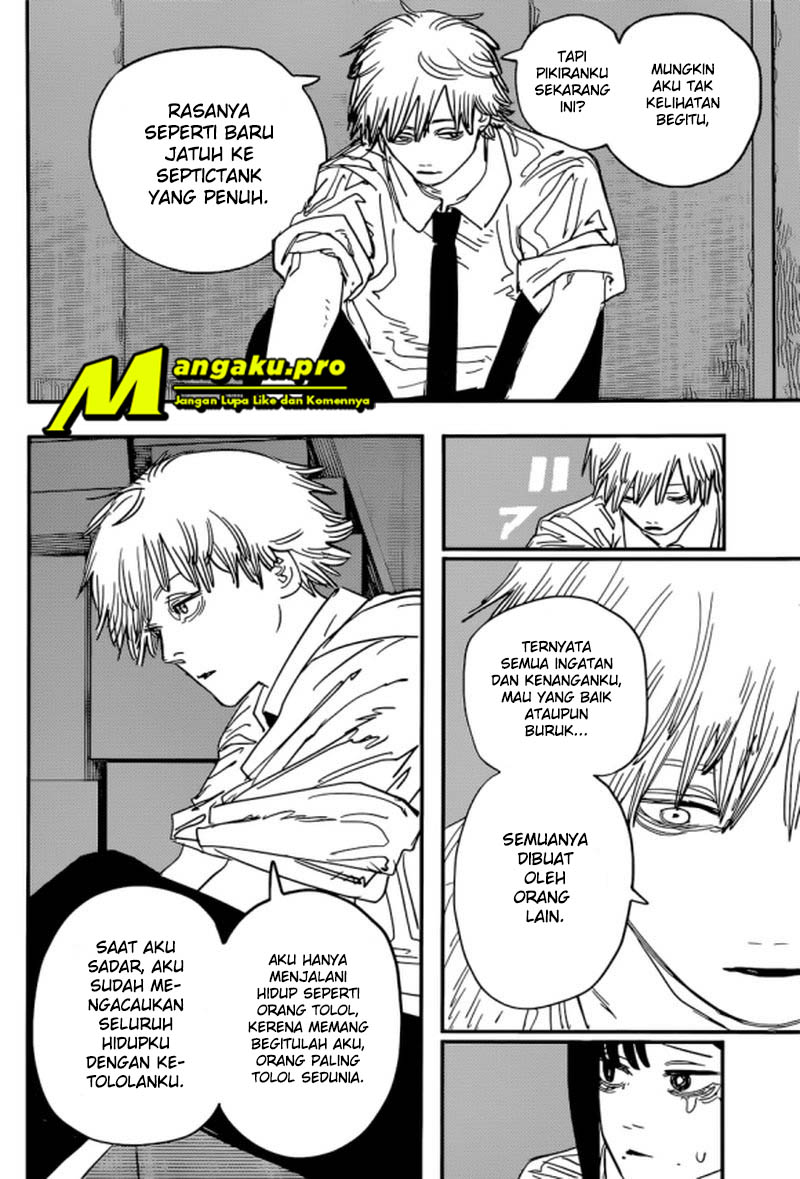 MUNGKIN
AKU TAK
KELIHATAN
BEGITU,
TAPI
PIKIRANKU
SEKARANG
INI?
RASANYA
SEPERTI BARU
JATUH KE
SEPTICTANK
YANG PENUH.
Mangaku.pro
Jangan Lupa Like dan Komennya
TERNYATA
SEMUA INGATAN
DAN KENANGANKU,
MAU YANG BAIK
ATAUPUN
BURUK...
SEMUANYA
DIBUAT
OLEH
ORANG
LAIN.
AKU HANYA
MENJALANI
HIDUP SEPERTI
ORANG TOLOL,
KERENA MEMANG
BEGITULAH AKU,
ORANG PALING
TOLOL SEDUNIA.
SAAT AKU
SADAR, AKU
SUDAH ME-
NGACAUKAN
SELURUH
HIDUPKU
DENGAN KE-
TOLOLANKU.